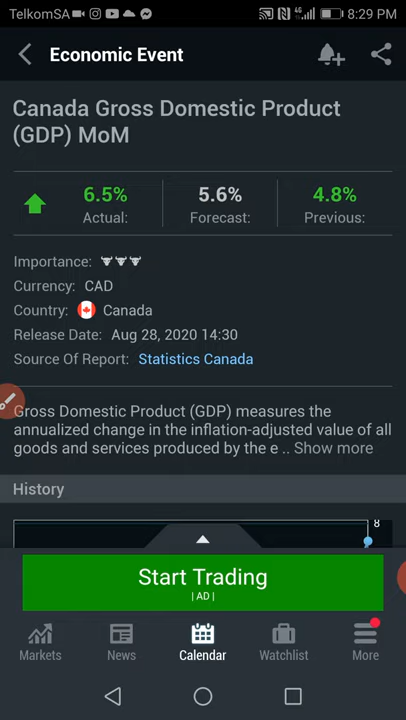 TelkomSA 8:29 PM
Economic Event
Canada Gross Domestic Product
(GDP) MoM
6.5% 5.6% 4.8%
Actual: Forecast: Previous:
Importance:
Currency: CAD
Country: Canada
Release Date: Aug 28, 2020 14:30
Source Of Report: Statistics Canada
Gross Domestic Product (GDP) measures the
annualized change in the inflation-adjusted value of all
goods and services produced by the e .. Show more
History
8
Start Trading
| AD |
Markets News Calendar Watchlist More